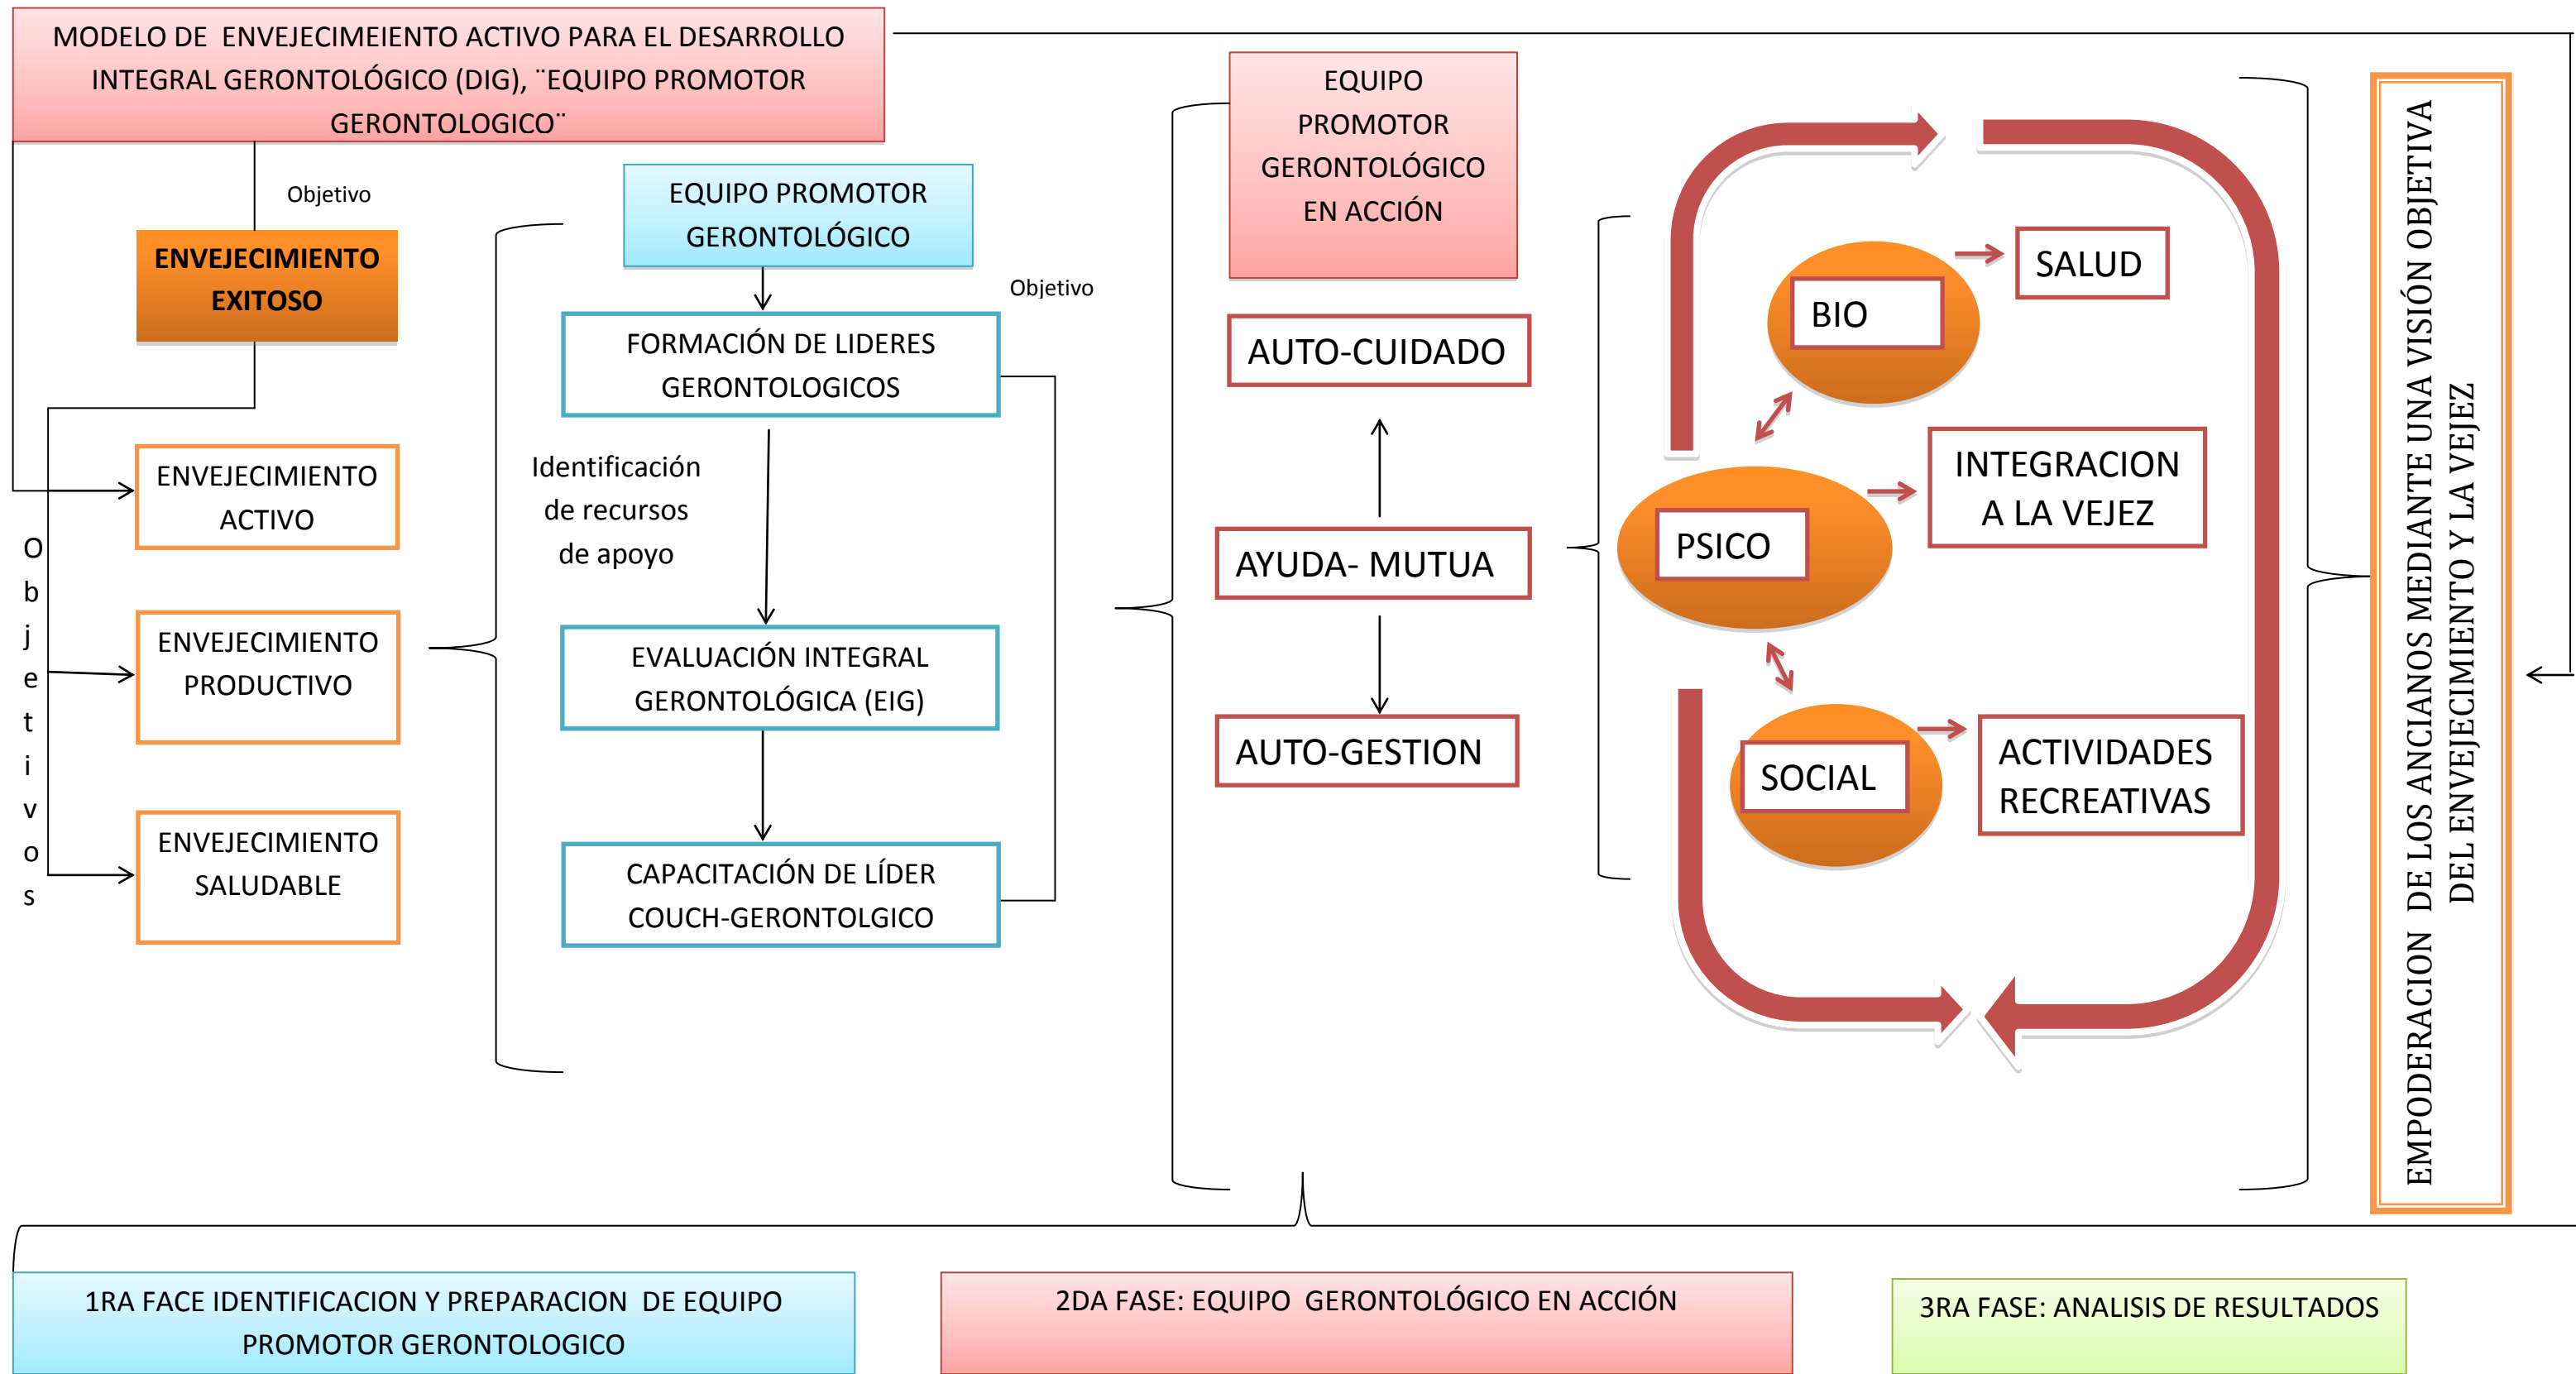 MODELO DE ENVEJECIMEIENTO ACTIVO PARA EL DESARROLLO
INTEGRAL GERONTOLÓGICO (DIG), ¨EQUIPO PROMOTOR
GERONTOLOGICO¨
Objetivo
ENVEJECIMIENTO
EXITOSO
Objetivos
ENVEJECIMIENTO
ACTIVO
ENVEJECIMIENTO
PRODUCTIVO
ENVEJECIMIENTO
SALUDABLE
EQUIPO PROMOTOR
GERONTOLÓGICO
Objetivo
FORMACIÓN DE LIDERES
GERONTOLOGICOS
Identificación
de recursos
de apoyo
EVALUACIÓN INTEGRAL
GERONTOLÓGICA (EIG)
CAPACITACIÓN DE LÍDER
COUCH-GERONTOLGICO
EQUIPO
PROMOTOR
GERONTOLÓGICO
EN ACCIÓN
AUTO-CUIDADO
AYUDA- MUTUA
AUTO-GESTION
BIO
SALUD
PSICO
INTEGRACION
A LA VEJEZ
SOCIAL
ACTIVIDADES
RECREATIVAS
EMPODERACION DE LOS ANCIANOS MEDIANTE UNA VISIÓN OBJETIVA
DEL ENVEJECIMIENTO Y LA VEJEZ
1RA FACE IDENTIFICACION Y PREPARACION DE EQUIPO
PROMOTOR GERONTOLOGICO
2DA FASE: EQUIPO GERONTOLÓGICO EN ACCIÓN
3RA FASE: ANALISIS DE RESULTADOS